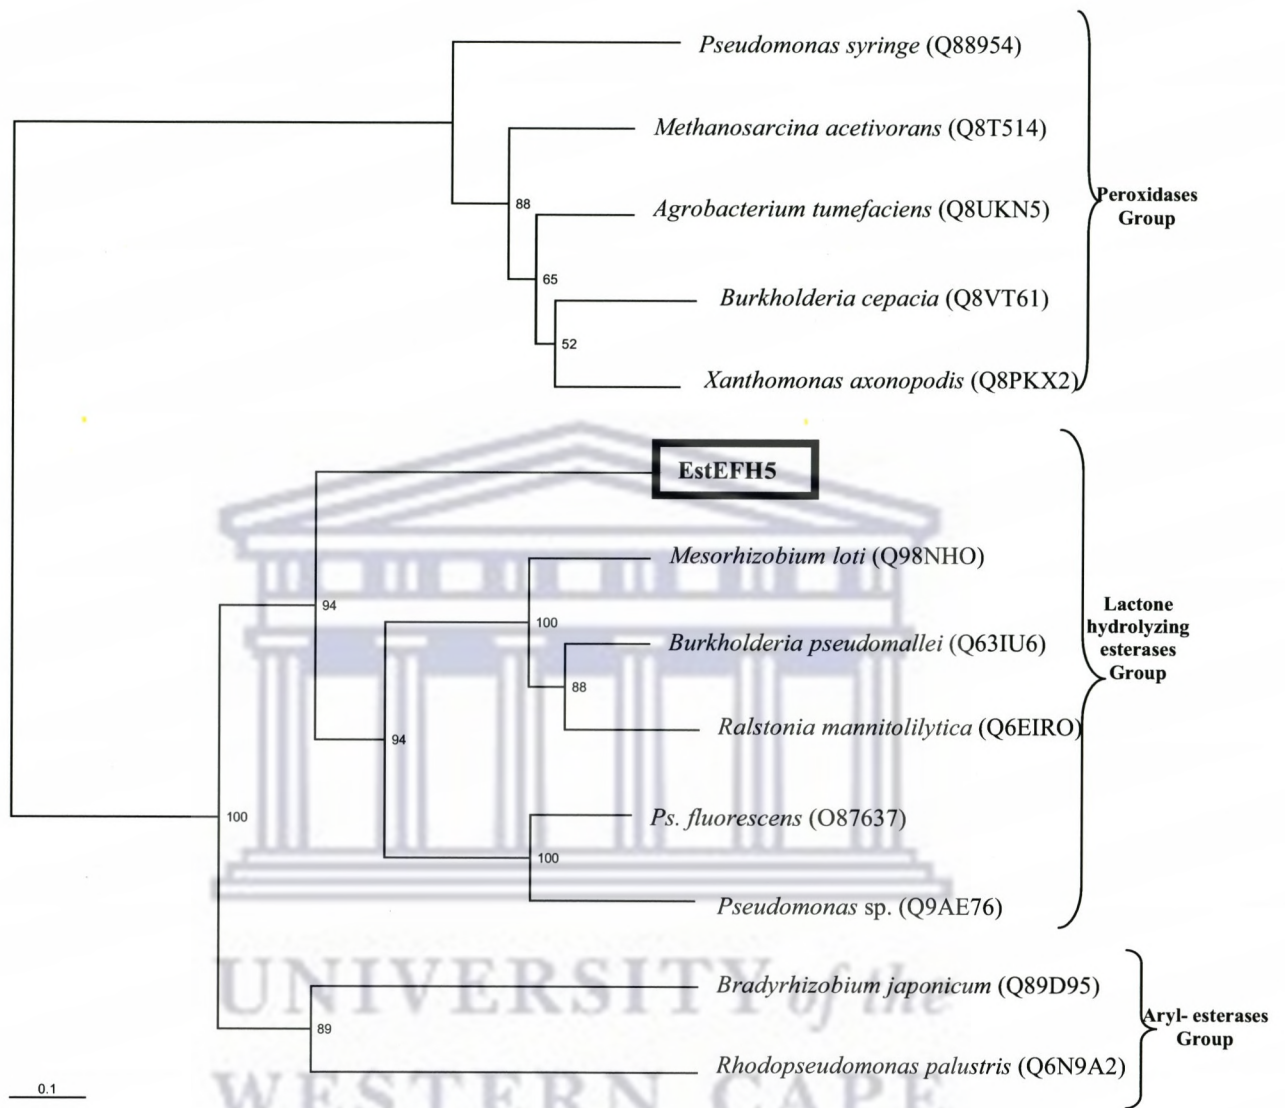 Pseudomonas syringe (Q88954)
Methanosarcina acetivorans (Q8T514)
88
Agrobacterium tumefaciens (Q8UKN5)
Peroxidases
Group
65
Burkholderia cepacia (Q8VT61)
52
Xanthomonas axonopodis (Q8PKX2)
EstEFH5
Mesorhizobium loti (Q98NHO)
94
100
Burkholderia pseudomallei (Q63IU6)
Lactone
hydrolyzing
esterases
Group
88
Ralstonia mannitolilytica (Q6EIRO)
94
Ps. fluorescens (O87637)
100
100
Pseudomonas sp. (Q9AE76)
Bradyrhizobium japonicum (Q89D95)
Aryl- esterases
Group
89
Rhodopseudomonas palustris (Q6N9A2)
0.1
UNIVERSITY of the
WESTERN CAPE